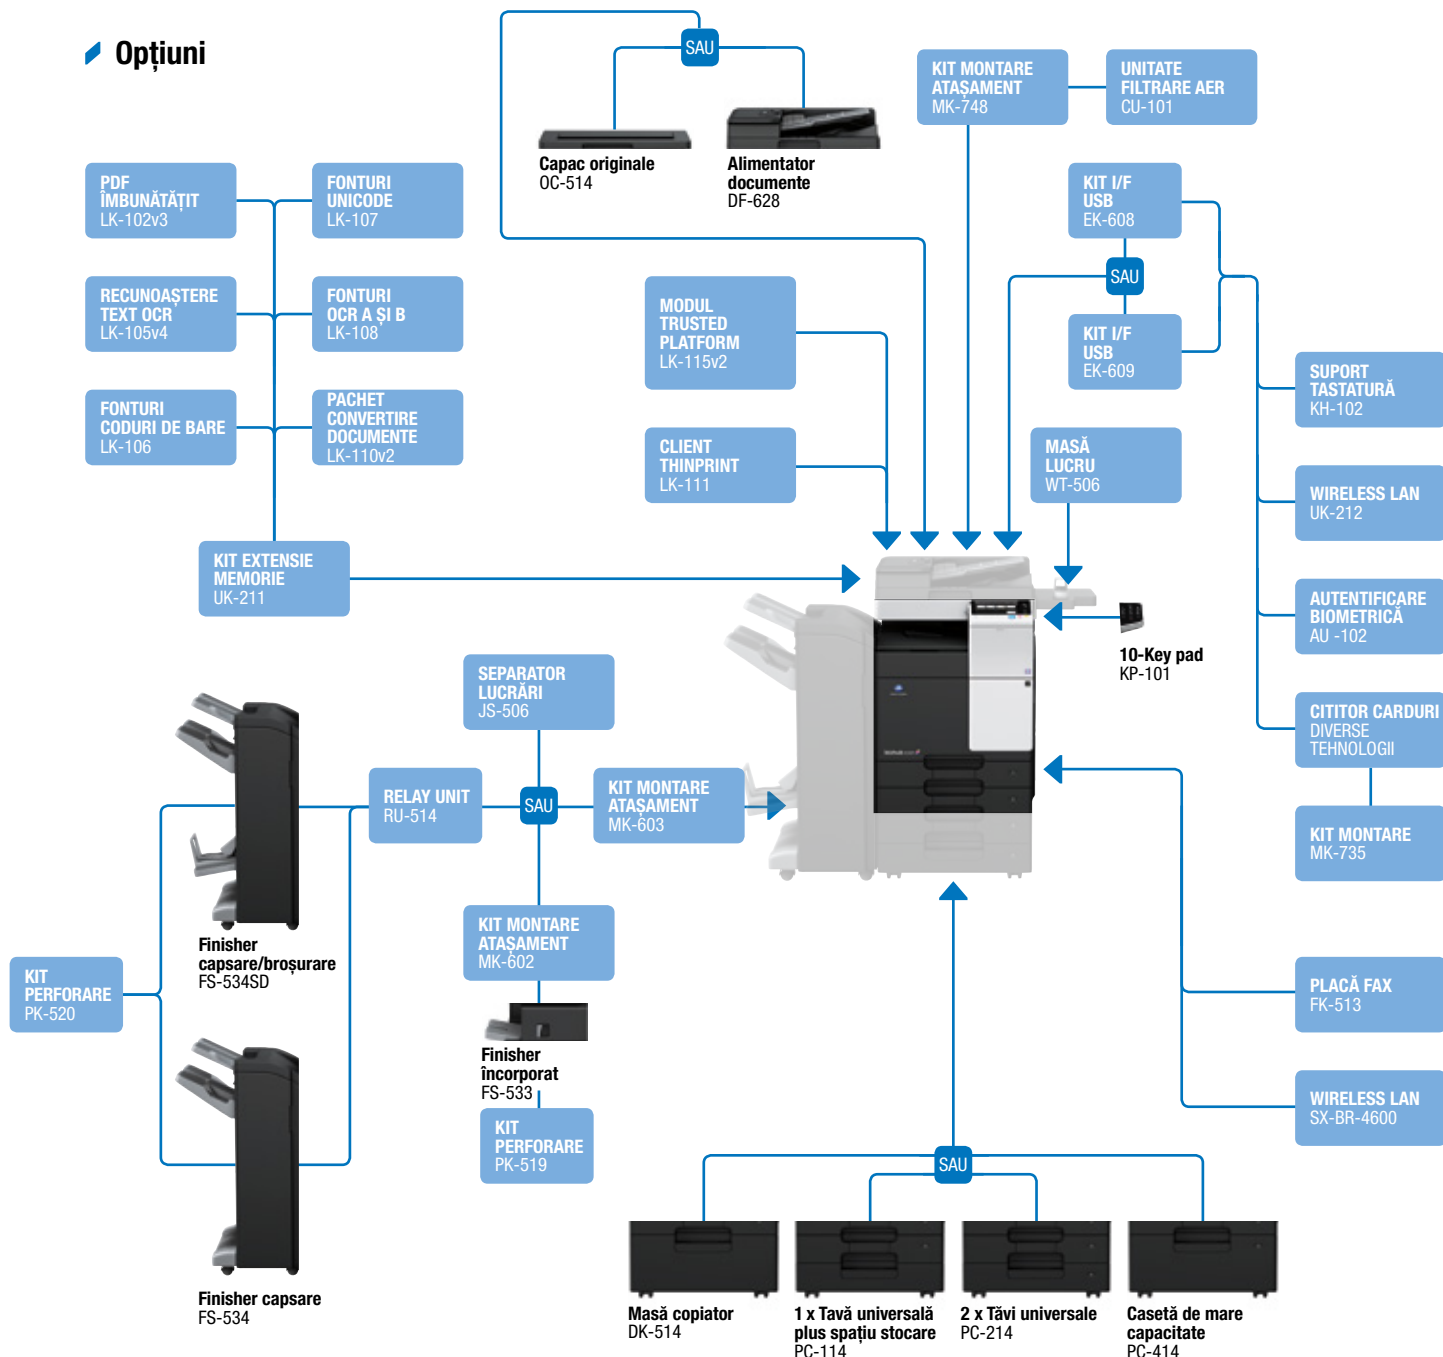 Opțiuni
SAU
Capac originale
OC-514
Alimentator
documente
DF-628
KIT MONTARE
ATAȘAMENT
MK-748
UNITATE
FILTRARE AER
CU-101
PDF
ÎMBUNĂTĂȚIT
LK-102v3
FONTURI
UNICODE
LK-107
RECUNOAȘTERE
TEXT OCR
LK-105v4
FONTURI
OCR A ȘI B
LK-108
FONTURI
CODURI DE BARE
LK-106
PACHET
CONVERTIRE
DOCUMENTE
LK-110v2
KIT EXTENSIE
MEMORIE
UK-211
MODUL
TRUSTED
PLATFORM
LK-115v2
CLIENT
THINPRINT
LK-111
KIT I/F
USB
EK-608
SAU
KIT I/F
USB
EK-609
MASĂ
LUCRU
WT-506
SUPORT
TASTATURĂ
KH-102
WIRELESS LAN
UK-212
AUTENTIFICARE
BIOMETRICĂ
AU -102
CITITOR CARDURI
DIVERSE
TEHNOLOGII
KIT MONTARE
MK-735
10-Key pad
KP-101
SEPARATOR
LUCRĂRI
JS-506
RELAY UNIT
RU-514
SAU
KIT MONTARE
ATAȘAMENT
MK-603
KIT MONTARE
ATAȘAMENT
MK-602
Finisher
încorporat
FS-533
KIT
PERFORARE
PK-519
Finisher
capsare/broșurare
FS-534SD
KIT
PERFORARE
PK-520
Finisher capsare
FS-534
PLACĂ FAX
FK-513
WIRELESS LAN
SX-BR-4600
SAU
Masă copiator
DK-514
1 x Tavă universală
plus spațiu stocare
PC-114
2 x Tăvi universale
PC-214
Casetă de mare
capacitate
PC-414